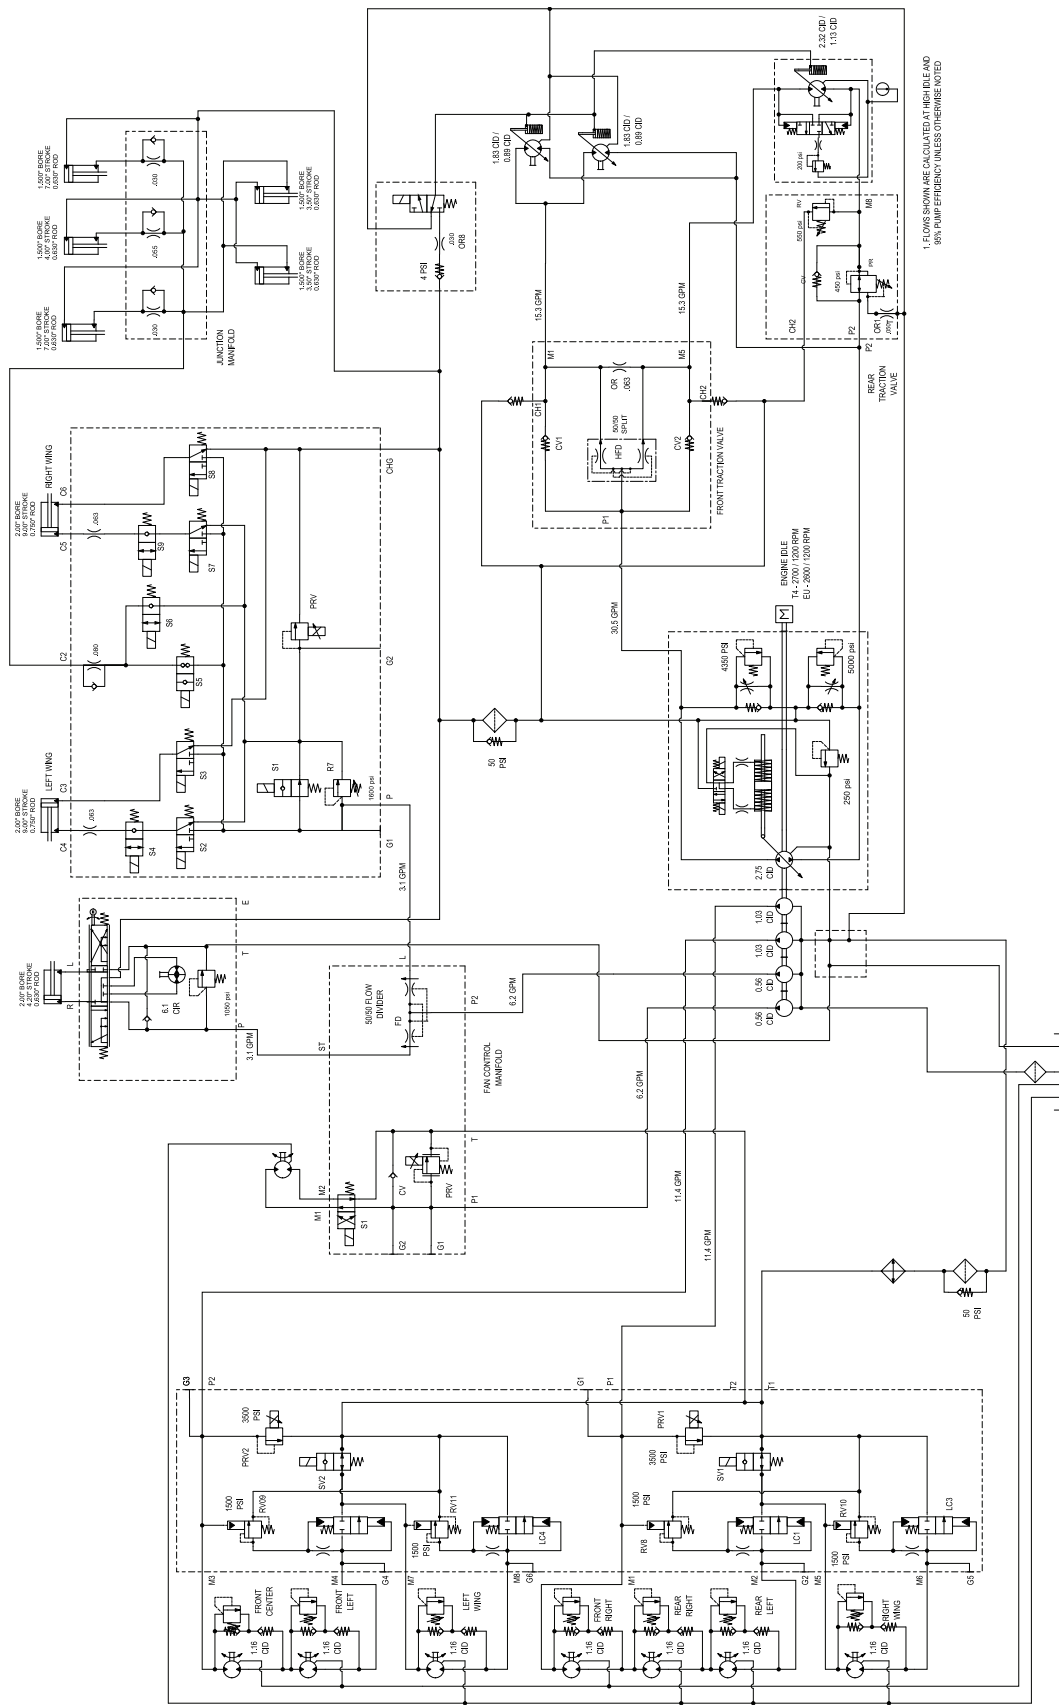 1.500" BORE
7.00" STROKE
0.630" ROD
1.500" BORE
4.00" STROKE
0.630" ROD
1.500" BORE
7.00" STROKE
0.630" ROD
.030
.055
.030
JUNCTION
MANIFOLD
1.500" BORE
3.50" STROKE
0.630" ROD
1.500" BORE
3.50" STROKE
0.630" ROD
4 PSI
.030
OR8
1.83 CID /
0.89 CID
1.83 CID /
0.89 CID
2.32 CID /
1.13 CID
200 psi
1. FLOWS SHOWN ARE CALCULATED AT HIGH IDLE AND
95% PUMP EFFICIENCY UNLESS OTHERWISE NOTED
15.3 GPM
15.3 GPM
M8
RV
550 psi
CV
PR
450 psi
CH2
P2
OR1
P2
REAR
TRACTION
VALVE
M1
M5
OR
.063
CH1
CH2
50/50
SPLIT
HFD
CV1
CV2
P1
FRONT TRACTION VALVE
30.5 GPM
2.00" BORE
9.00" STROKE
0.750" ROD
RIGHT WING
C6
C5
.063
S8
S9
S7
S6
PRV
CHG
C2
.080
S5
G2
2.00" BORE
9.00" STROKE
0.750" ROD
LEFT WING
C3
C4
.063
S3
S4
S2
S1
R7
1600 psi
P
G1
3.1 GPM
50
PSI
ENGINE IDLE
T4 - 2700 / 1200 RPM
EU - 2600 / 1200 RPM
M
4350 PSI
5000 psi
250 psi
2.75
CID
1.03
CID
1.03
CID
0.56
CID
0.56
CID
2.00" BORE
4.20" STROKE
0.630" ROD
L
R
E
T
6.1
CIR
1050 psi
P
3.1 GPM
L
50/50 FLOW
DIVIDER
FD
ST
P2
6.2 GPM
FAN CONTROL
MANIFOLD
6.2 GPM
T
M2
M1
S1
CV
PRV
P1
G2
G1
11.4 GPM
11.4 GPM
50
PSI
G3
P2
G1
P1
T2
T1
3500
PSI
PRV2
SV2
1500
PSI
RV09
RV11
1500
PSI
LC4
3500
PSI
PRV1
SV1
1500
PSI
RV8
LC1
RV10
1500
PSI
LC3
M3
M4
G4
M7
M8
G6
M1
M2
G2
M5
M6
G5
FRONT
CENTER
1.16
CID
FRONT
LEFT
1.16
CID
LEFT
WING
1.16
CID
FRONT
RIGHT
1.16
CID
REAR
RIGHT
1.16
CID
REAR
LEFT
1.16
CID
RIGHT
WING
1.16
CID